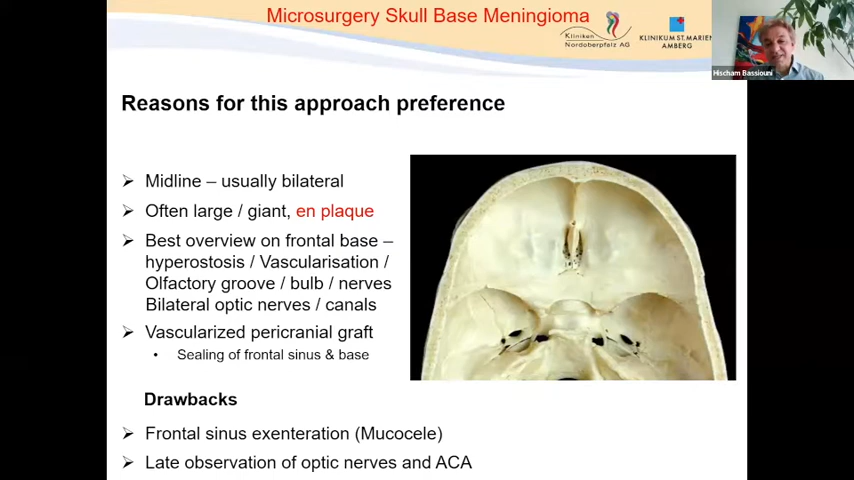 Microsurgery Skull Base Meningioma
Kliniken
Nordoberpfalz AG
KLINIKUM ST. MARIEN
AMBERG
Hischam Bassiouni
Reasons for this approach preference
Midline – usually bilateral
Often large / giant, en plaque
Best overview on frontal base –
hyperostosis / Vascularisation /
Olfactory groove / bulb / nerves
Bilateral optic nerves / canals
Vascularized pericranial graft
• Sealing of frontal sinus & base
Drawbacks
Frontal sinus exenteration (Mucocele)
Late observation of optic nerves and ACA